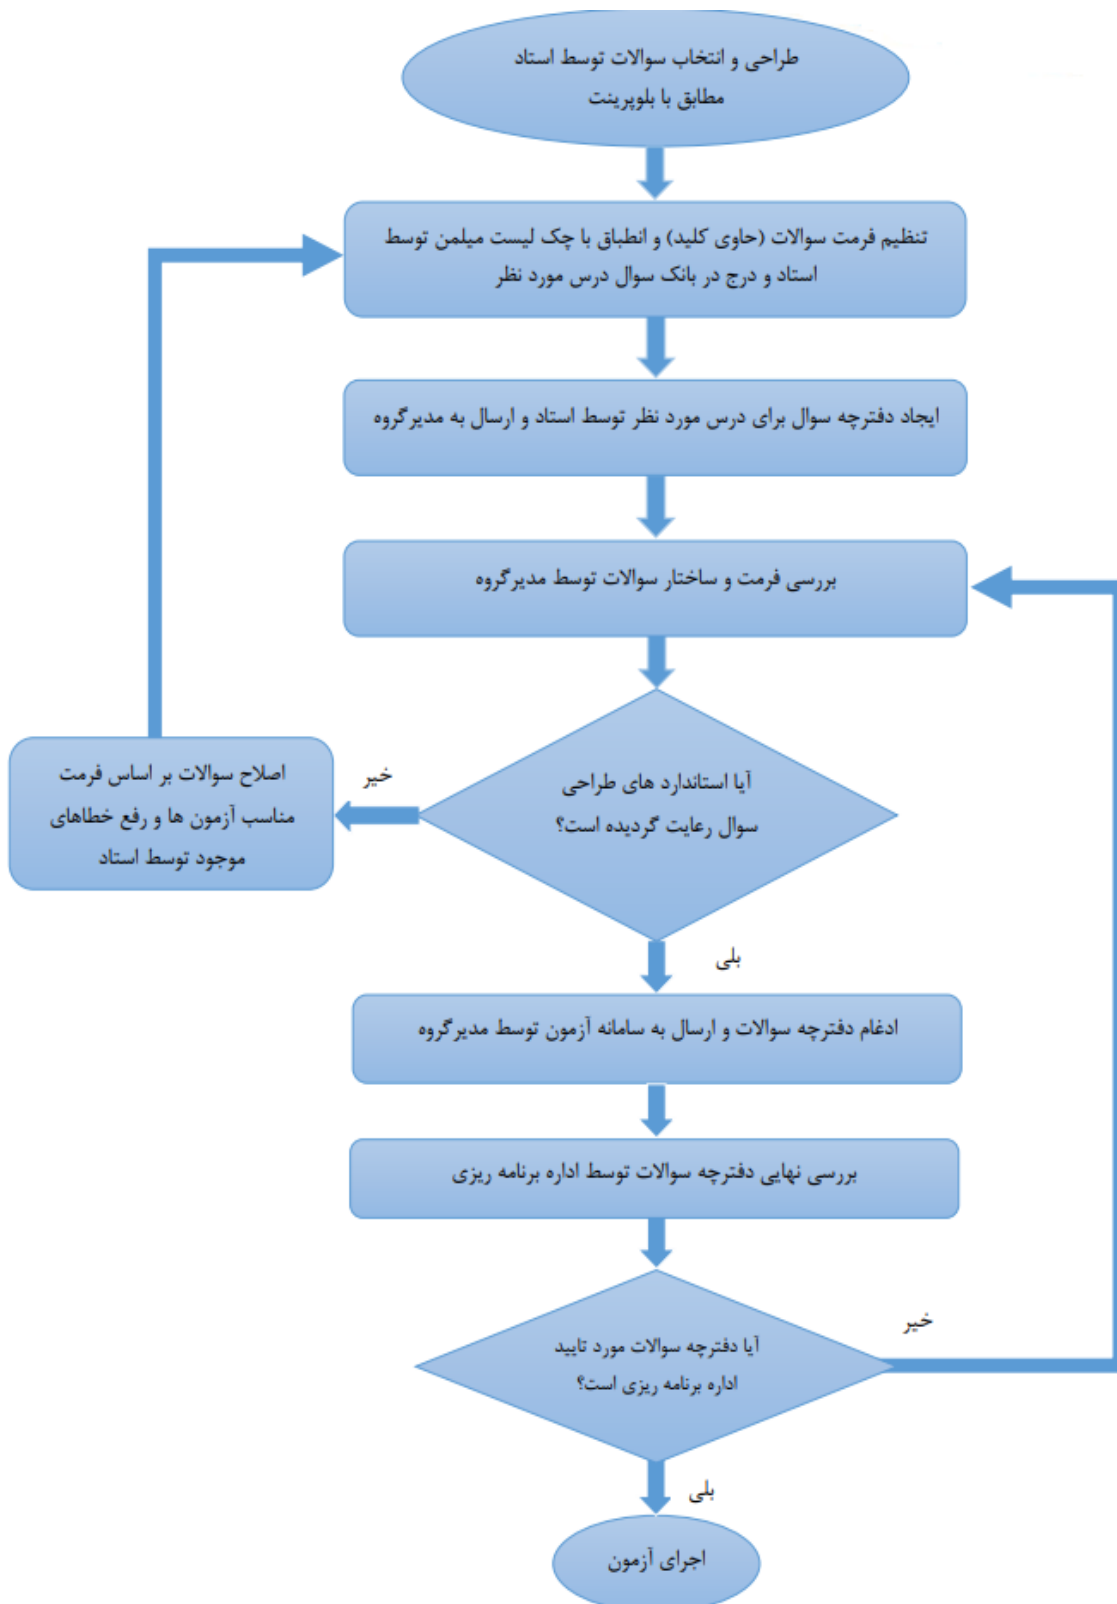 طراحی و انتخاب سوالات توسط استاد
مطابق با بلوپرینت
تنظیم فرمت سوالات (حاوی کلید) و انطباق با چک لیست میلمن توسط
استاد و درج در بانک سوال درس مورد نظر
ایجاد دفترچه سوال برای درس مورد نظر توسط استاد و ارسال به مدیرگروه
بررسی فرمت و ساختار سوالات توسط مدیرگروه
آیا استاندارد های طراحی
سوال رعایت گردیده است؟
خیر
اصلاح سوالات بر اساس فرمت
مناسب آزمون ها و رفع خطاهای
موجود توسط استاد
بلی
ادغام دفترچه سوالات و ارسال به سامانه آزمون توسط مدیرگروه
بررسی نهایی دفترچه سوالات توسط اداره برنامه ریزی
آیا دفترچه سوالات مورد تایید
اداره برنامه ریزی است؟
خیر
بلی
اجرای آزمون